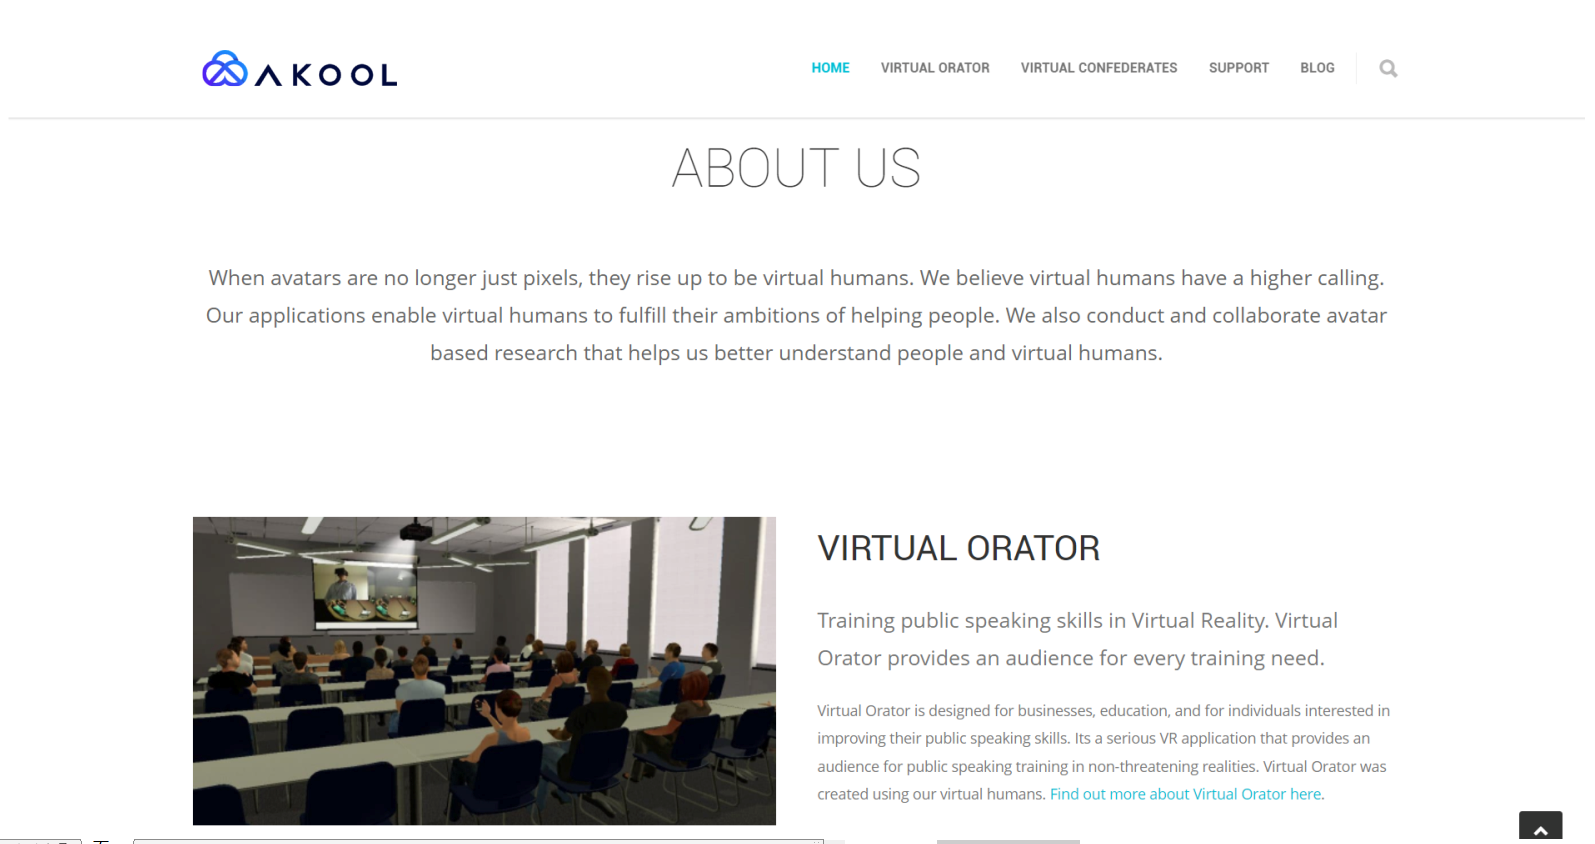 AKOOL
HOME VIRTUAL ORATOR VIRTUAL CONFEDERATES SUPPORT BLOG
ABOUT US
When avatars are no longer just pixels, they rise up to be virtual humans. We believe virtual humans have a higher calling.
Our applications enable virtual humans to fulfill their ambitions of helping people. We also conduct and collaborate avatar
based research that helps us better understand people and virtual humans.
VIRTUAL ORATOR
Training public speaking skills in Virtual Reality. Virtual
Orator provides an audience for every training need.
Virtual Orator is designed for businesses, education, and for individuals interested in
improving their public speaking skills. Its a serious VR application that provides an
audience for public speaking training in non-threatening realities. Virtual Orator was
created using our virtual humans. Find out more about Virtual Orator here.